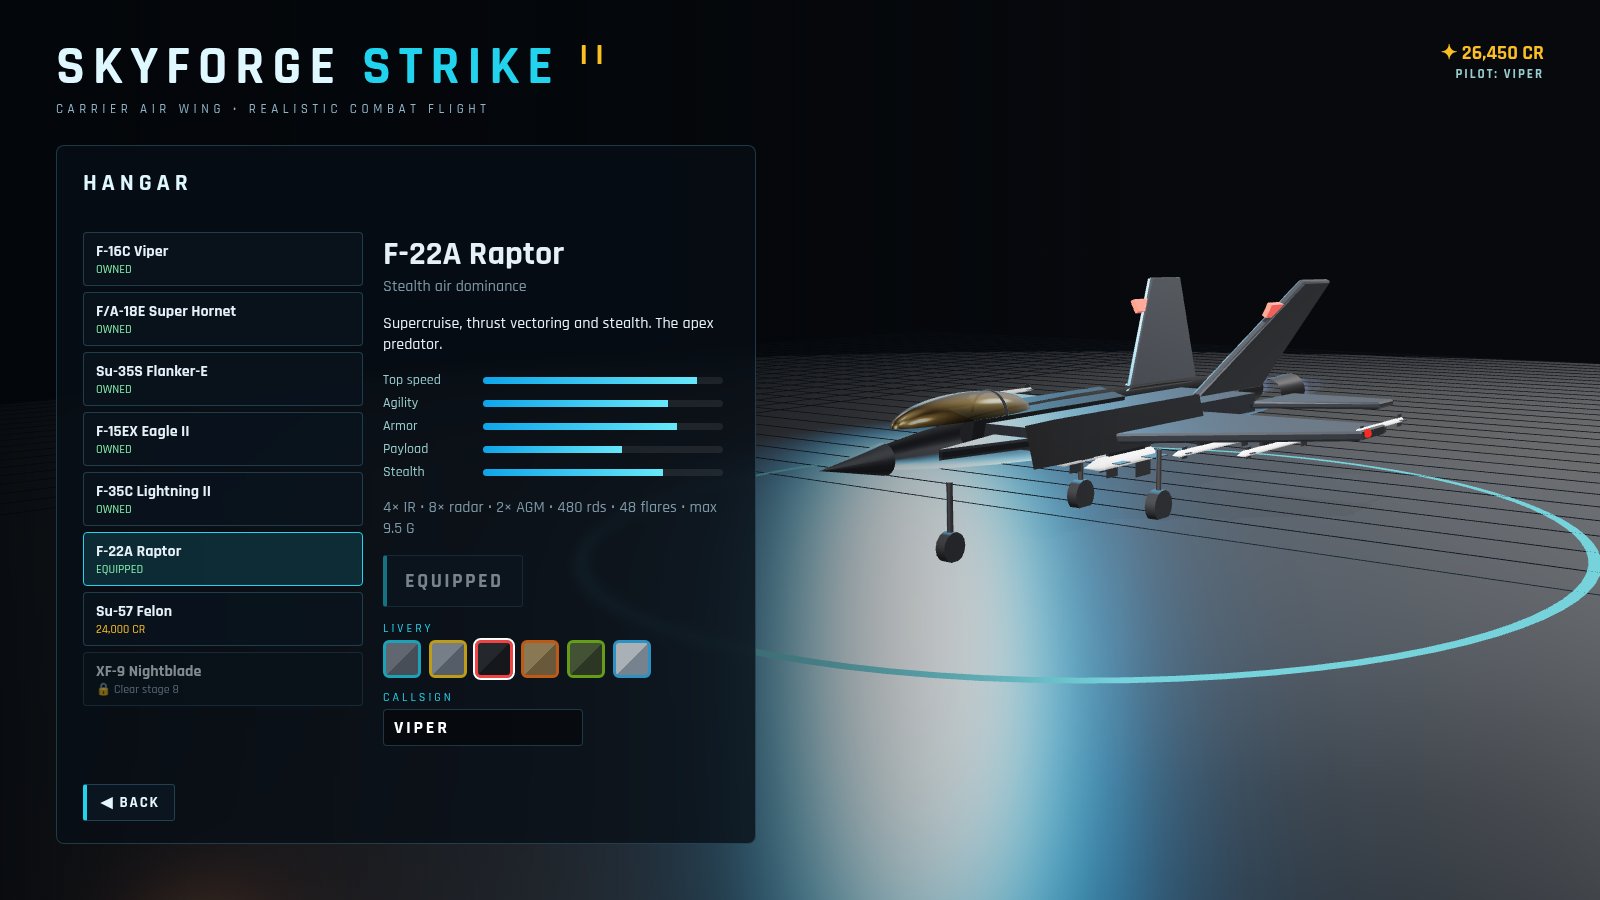 SKYFORGE STRIKE II
CARRIER AIR WING · REALISTIC COMBAT FLIGHT
✦ 26,450 CR
PILOT: VIPER
HANGAR
F-16C Viper
OWNED
F/A-18E Super Hornet
OWNED
Su-35S Flanker-E
OWNED
F-15EX Eagle II
OWNED
F-35C Lightning II
OWNED
F-22A Raptor
EQUIPPED
Su-57 Felon
24,000 CR
XF-9 Nightblade
🔒 Clear stage 8
F-22A Raptor
Stealth air dominance
Supercruise, thrust vectoring and stealth. The apex
predator.
Top speed
Agility
Armor
Payload
Stealth
4× IR · 8× radar · 2× AGM · 480 rds · 48 flares · max
9.5 G
EQUIPPED
LIVERY
CALLSIGN
VIPER
◀ BACK